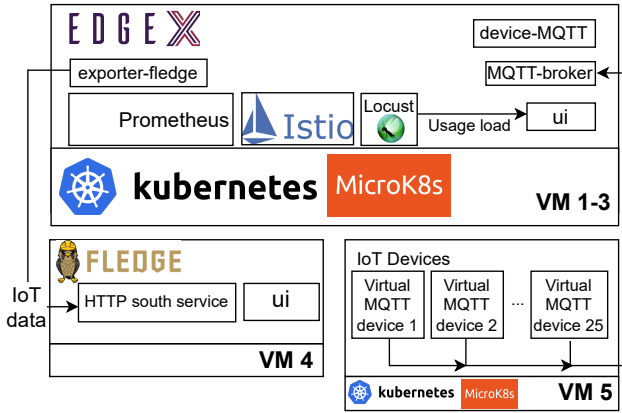 EDGEX
device-MQTT
exporter-fledge
MQTT-broker
Prometheus
Istio
Locust
Usage load
ui
kubernetes
MicroK8s
VM 1-3
FLEDGE
HTTP south service
ui
IoT
data
VM 4
IoT Devices
Virtual
MQTT
device 1
Virtual
MQTT
device 2
...
Virtual
MQTT
device 25
kubernetes
MicroK8s
VM 5